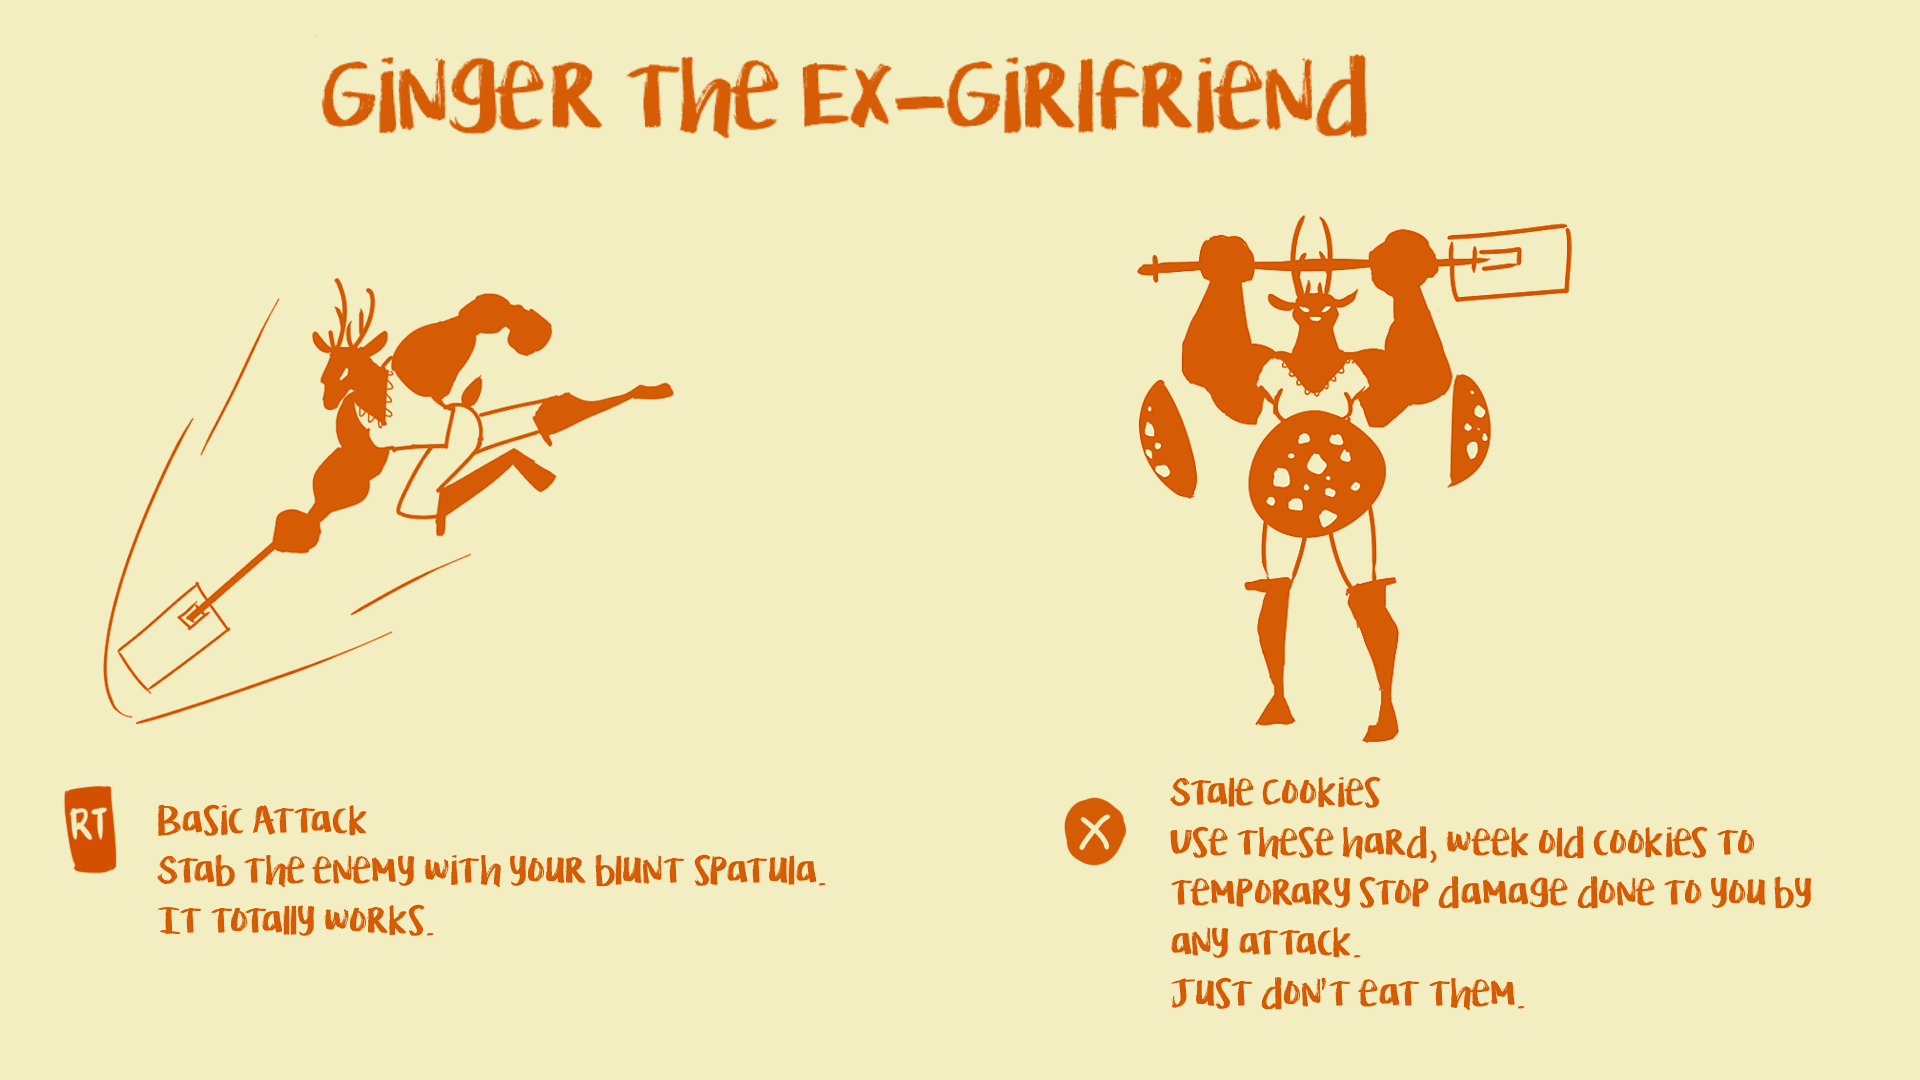 Ginger the Ex-Girlfriend
RT
Basic Attack
Stab the enemy with your blunt spatula.
It totally works.
X
Stale Cookies
Use these hard, week old cookies to
temporary stop damage done to you by
any attack.
Just don't eat them.